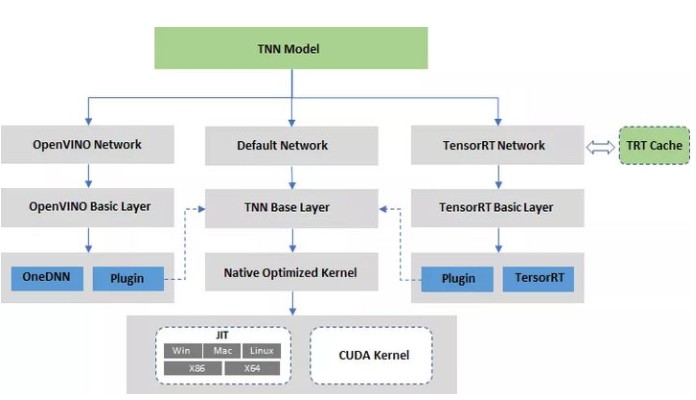 TNN Model
OpenVINO Network
Default Network
TensorRT Network
TRT Cache
OpenVINO Basic Layer
TNN Base Layer
TensorRT Basic Layer
OneDNN
Plugin
Native Optimized Kernel
Plugin
TersorRT
JIT
Win
Mac
Linux
X86
X64
CUDA Kernel